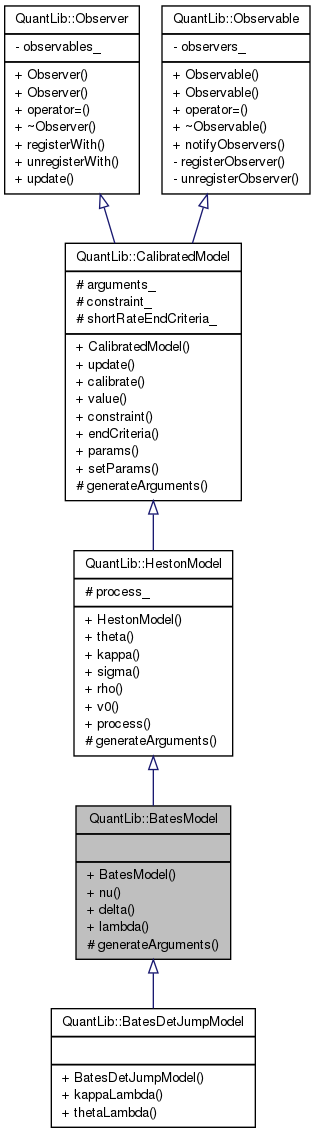 QuantLib::Observer
- observables_
+ Observer()
+ Observer()
+ operator=()
+ ~Observer()
+ registerWith()
+ unregisterWith()
+ update()
QuantLib::Observable
- observers_
+ Observable()
+ Observable()
+ operator=()
+ ~Observable()
+ notifyObservers()
- registerObserver()
- unregisterObserver()
QuantLib::CalibratedModel
# arguments_
# constraint_
# shortRateEndCriteria_
+ CalibratedModel()
+ update()
+ calibrate()
+ value()
+ constraint()
+ endCriteria()
+ params()
+ setParams()
# generateArguments()
QuantLib::HestonModel
# process_
+ HestonModel()
+ theta()
+ kappa()
+ sigma()
+ rho()
+ v0()
+ process()
# generateArguments()
QuantLib::BatesModel
+ BatesModel()
+ nu()
+ delta()
+ lambda()
# generateArguments()
QuantLib::BatesDetJumpModel
+ BatesDetJumpModel()
+ kappaLambda()
+ thetaLambda()